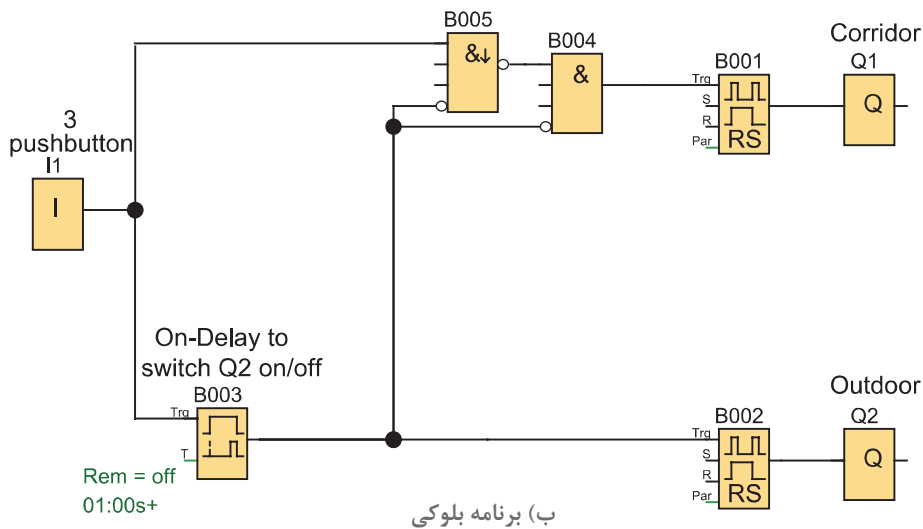 B005
&↓
B004
&
Corridor
B001
Q1
Trg
S
R
Par
RS
Q
3
pushbutton
I1
I
On-Delay to
switch Q2 on/off
B003
Trg
T
Rem = off
01:00s+
Outdoor
B002
Q2
Trg
S
R
Par
RS
Q
ب) برنامه بلوکی